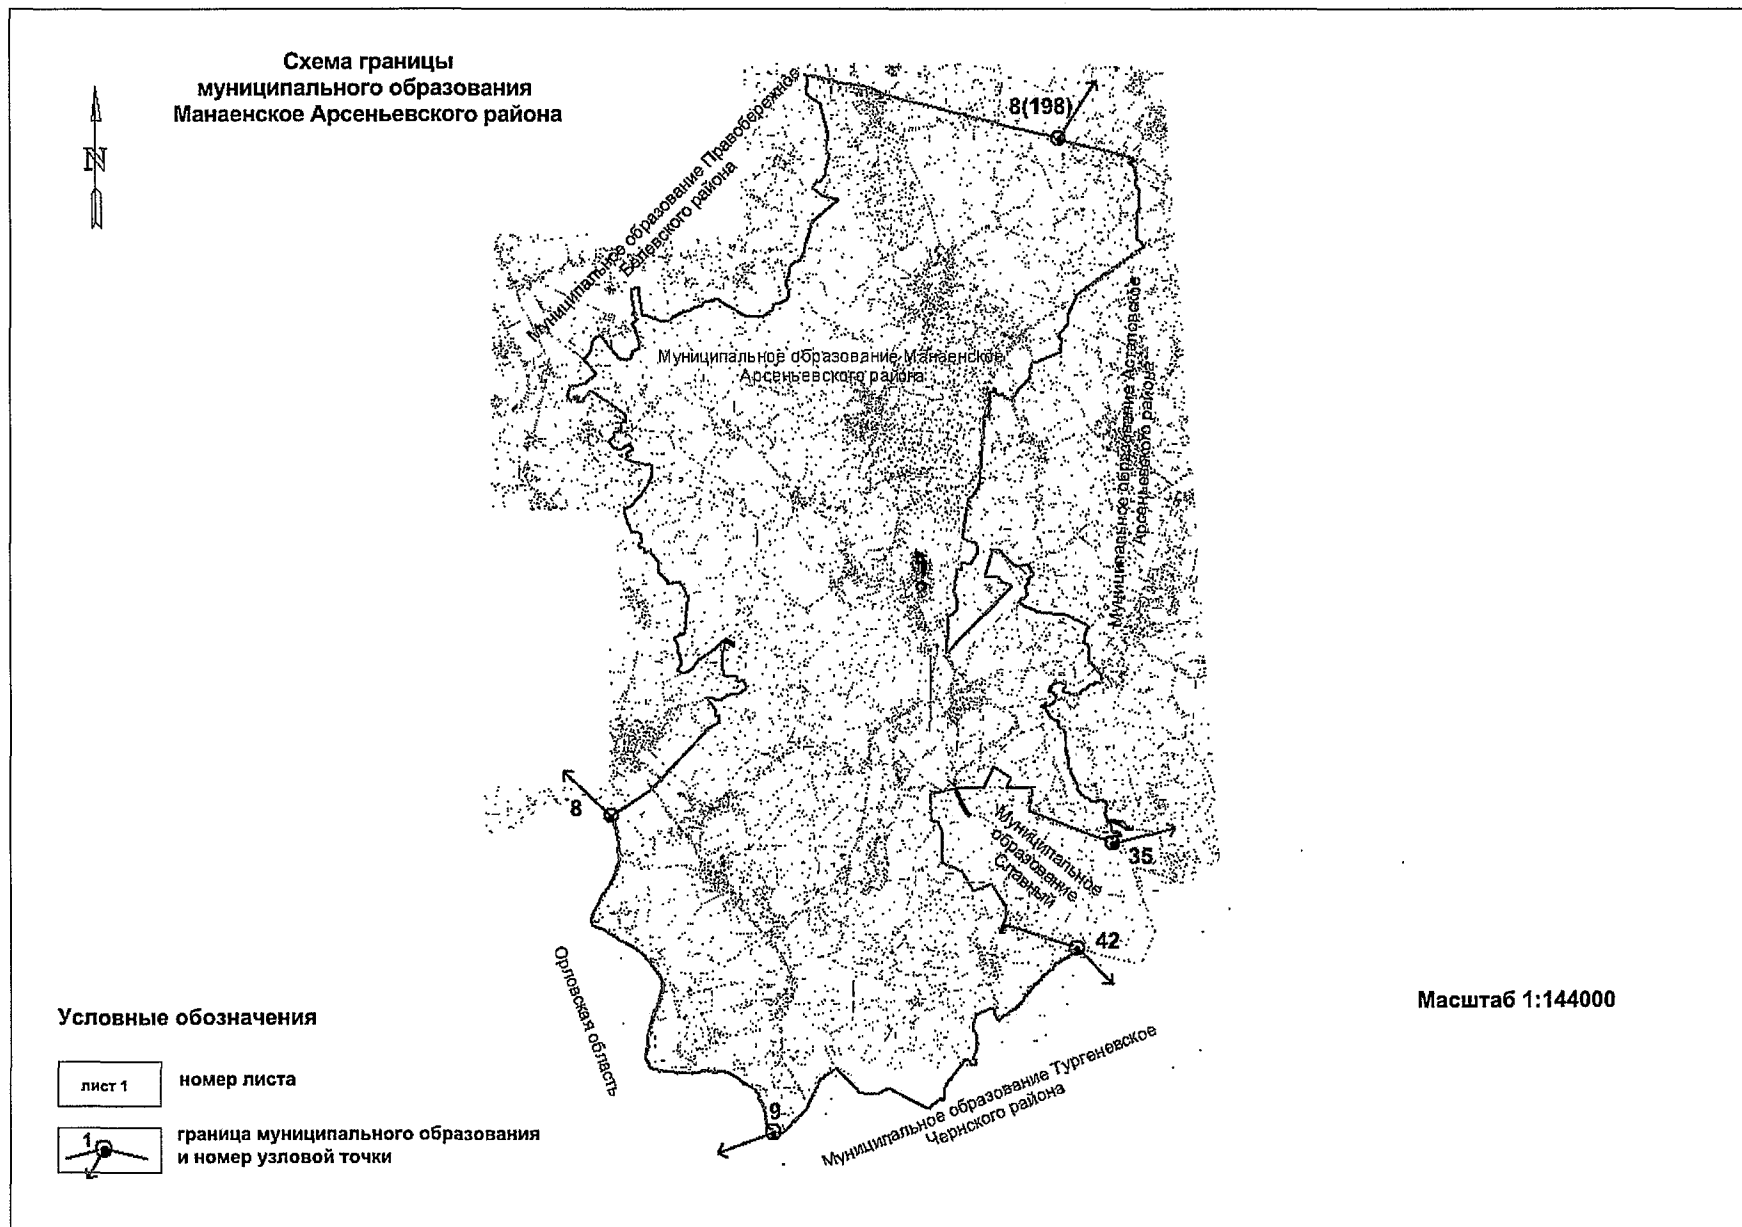 Схема границы
муниципального образования
Манаенское Арсеньевского района
N
8(198)
Муниципальное образование Правобережное
Белевского района
Муниципальное образование Манаенское
Арсеньевского района
Муниципальное образование Астаповское
Арсеньевского района
8
Муниципальное
образование
Славный
35
42
Орловская область
9
Муниципальное образование Тургеневское
Чернского района
Масштаб 1:144000
Условные обозначения
лист 1
номер листа
1
граница муниципального образования
и номер узловой точки